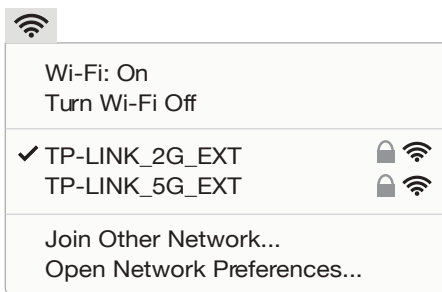 Wi-Fi: On
Turn Wi-Fi Off
TP-LINK_2G_EXT
TP-LINK_5G_EXT
Join Other Network...
Open Network Preferences...